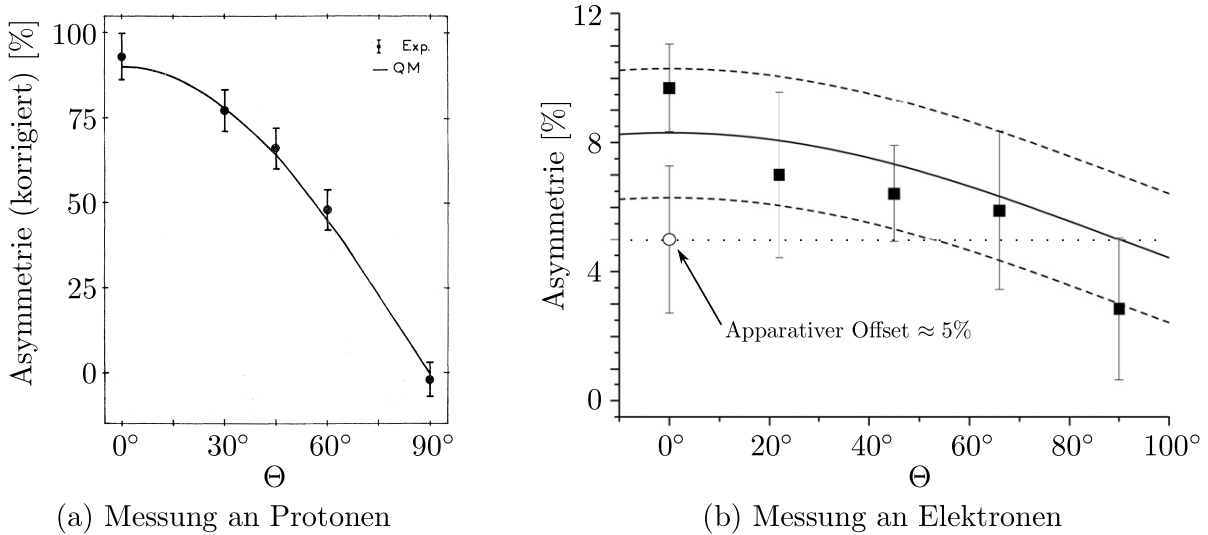 Asymmetrie (korrigiert) [%]
100
75
50
25
0
Exp.
QM
0° 30° 60° 90°
Θ
(a) Messung an Protonen
Asymmetrie [%]
12
8
4
0
Apparativer Offset ≈ 5%
0° 20° 40° 60° 80° 100°
Θ
(b) Messung an Elektronen